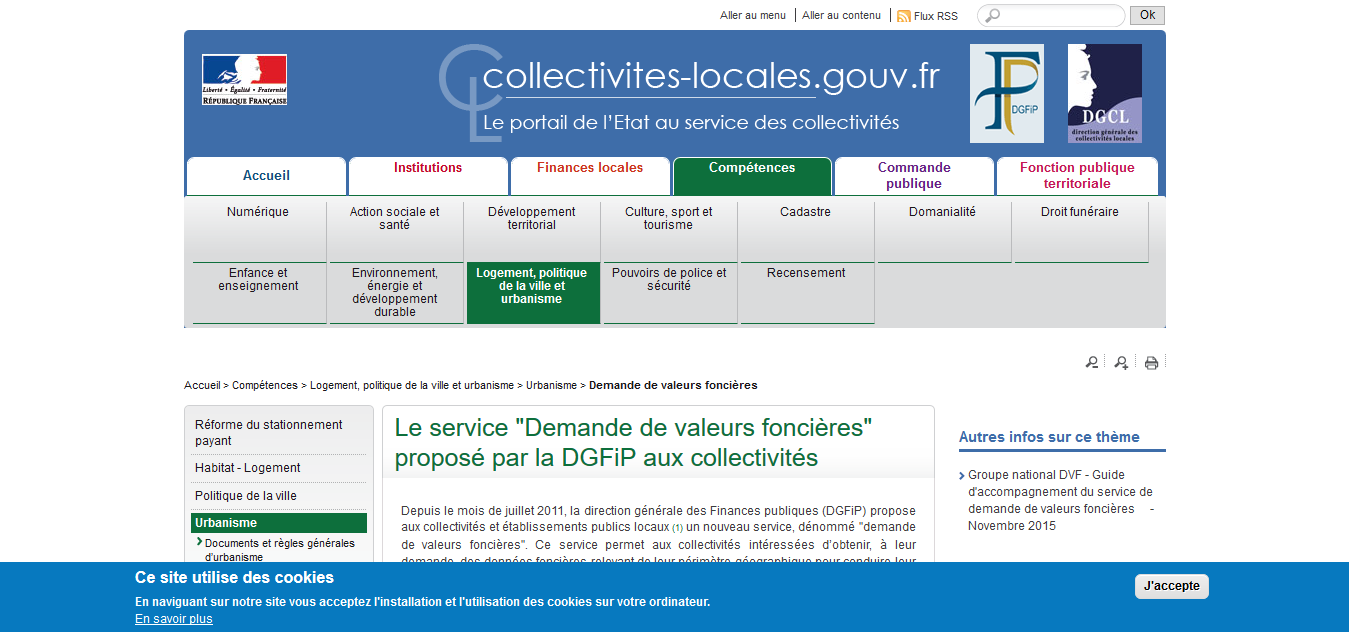 Aller au menu
Aller au contenu
Flux RSS
Ok
Liberté • Égalité • Fraternité
RÉPUBLIQUE FRANÇAISE
collectivites-locales.gouv.fr
Le portail de l'Etat au service des collectivités
DGFiP
DGCL
direction générale des
collectivités locales
Accueil
Institutions
Finances locales
Compétences
Commande
publique
Fonction publique
territoriale
Numérique
Action sociale et
santé
Développement
territorial
Culture, sport et
tourisme
Cadastre
Domanialité
Droit funéraire
Enfance et
enseignement
Environnement,
énergie et
développement
durable
Logement, politique
de la ville et
urbanisme
Pouvoirs de police et
sécurité
Recensement
Accueil > Compétences > Logement, politique de la ville et urbanisme > Urbanisme > Demande de valeurs foncières
Réforme du stationnement
payant
Habitat - Logement
Politique de la ville
Urbanisme
Documents et règles générales
d'urbanisme
Le service "Demande de valeurs foncières"
proposé par la DGFiP aux collectivités
Depuis le mois de juillet 2011, la direction générale des Finances publiques (DGFiP) propose
aux collectivités et établissements publics locaux (1) un nouveau service, dénommé "demande
de valeurs foncières". Ce service permet aux collectivités intéressées d'obtenir, à leur
demande, des données foncières relevant de leur périmètre géographique pour conduire leur
Autres infos sur ce thème
Groupe national DVF - Guide
d'accompagnement du service de
demande de valeurs foncières -
Novembre 2015
Ce site utilise des cookies
En naviguant sur notre site vous acceptez l'installation et l'utilisation des cookies sur votre ordinateur.
En savoir plus
J'accepte